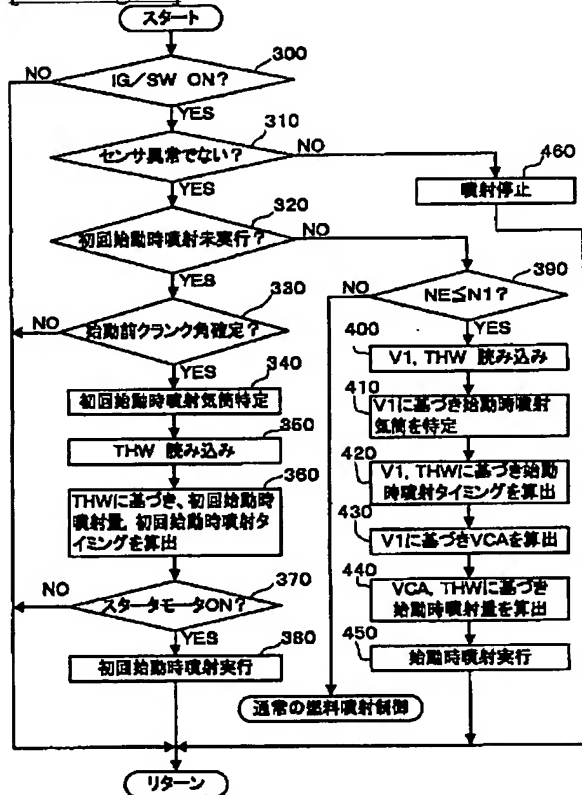 スタート
300
IG/SW ON?
NO
YES
310
センサ異常でない?
NO
YES
460
噴射停止
320
初回始動時噴射未実行?
NO
YES
330
始動前クランク角確定?
NO
YES
390
NE≦N1?
NO
YES
340
初回始動時噴射気筒特定
350
THW 読み込み
360
THWに基づき、初回始動時
噴射量, 初回始動時噴射タ
イミングを算出
370
スタータモータON?
NO
YES
380
初回始動時噴射実行
400
V1, THW 読み込み
410
V1に基づき始動時噴射
気筒を特定
420
V1, THWに基づき始動
時噴射タイミングを算出
430
V1に基づきVCAを算出
440
VCA, THWに基づき
始動時噴射量を算出
450
始動時噴射実行
通常の燃料噴射制御
リターン